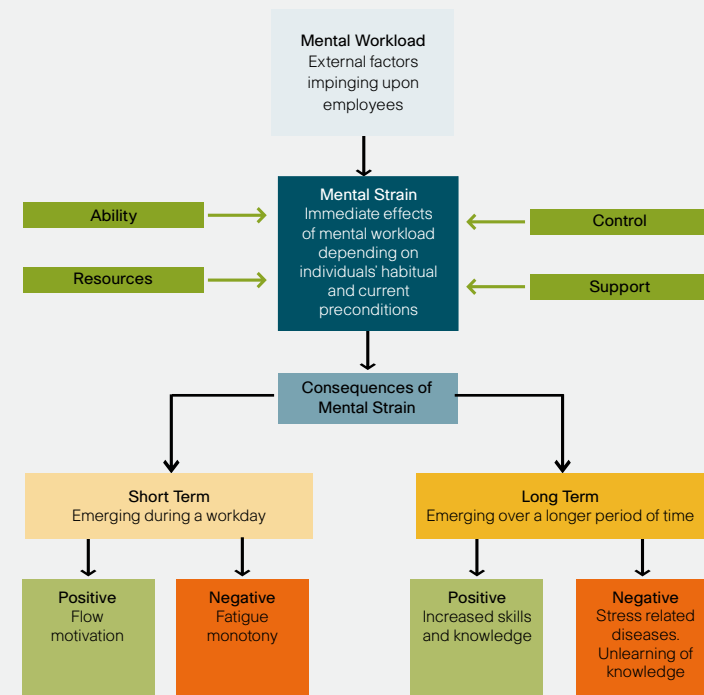 Mental Workload
External factors
impinging upon
employees
Mental Strain
Immediate effects
of mental workload
depending on
individuals' habitual
and current
preconditions
Ability
Resources
Control
Support
Consequences of
Mental Strain
Short Term
Emerging during a workday
Long Term
Emerging over a longer period of time
Positive
Flow
motivation
Negative
Fatigue
monotony
Positive
Increased skills
and knowledge
Negative
Stress related
diseases.
Unlearning of
knowledge